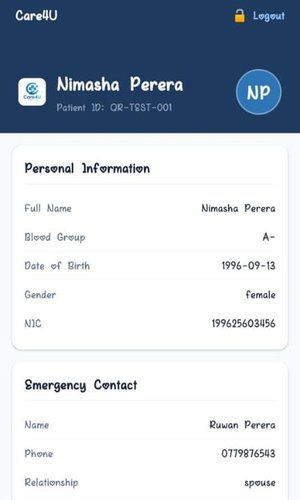 Care4U
Logout
Nimasha Perera
Care4U
Patient ID: QR-TEST-001
NP
Personal Information
Full Name Nimasha Perera
Blood Group A-
Date of Birth 1996-09-13
Gender female
NIC 199625603456
Emergency Contact
Name Ruwan Perera
Phone 0779876543
Relationship spouse